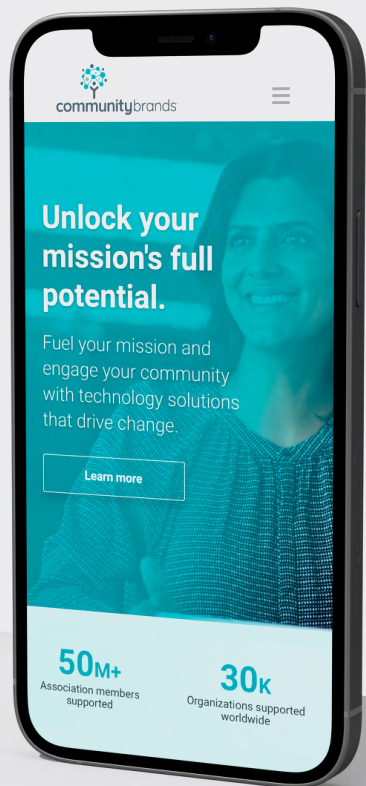 communitybrands
Unlock your
mission's full
potential.
Fuel your mission and
engage your community
with technology solutions
that drive change.
Learn more
50M+
Association members
supported
30K
Organizations supported
worldwide